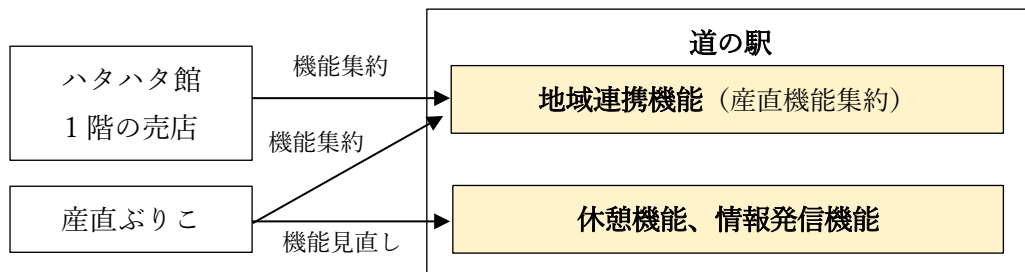 道の駅
ハタハタ館
1階の売店
機能集約
地域連携機能（産直機能集約）
機能集約
産直ぶりこ
機能見直し
休憩機能、情報発信機能